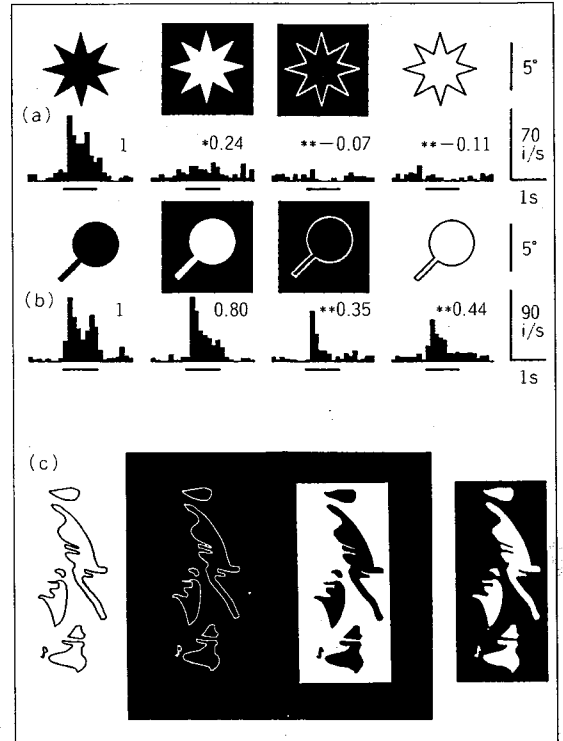 5°
(a)
1 *0.24 **-0.07 **-0.11 70 i/s
1s
5°
(b)
1 0.80 **0.35 **0.44 90 i/s
1s
(c)